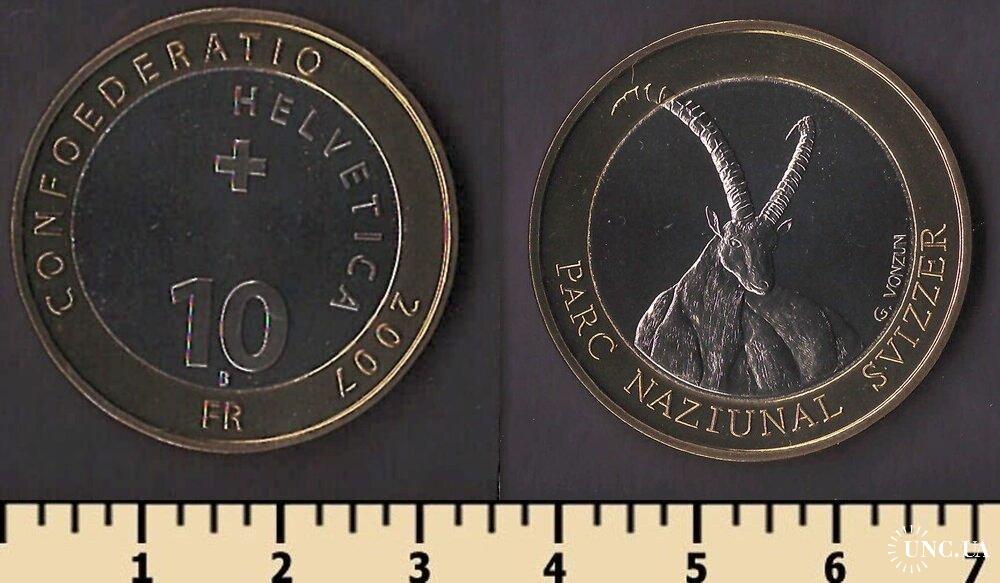 CONFOEDERATIO
HELVETICA
2007
10
B
FR
PARC NAZIUNAL SVIZZER
G. VONZUN
1 2 3 4 5 6 7
UNC.UA